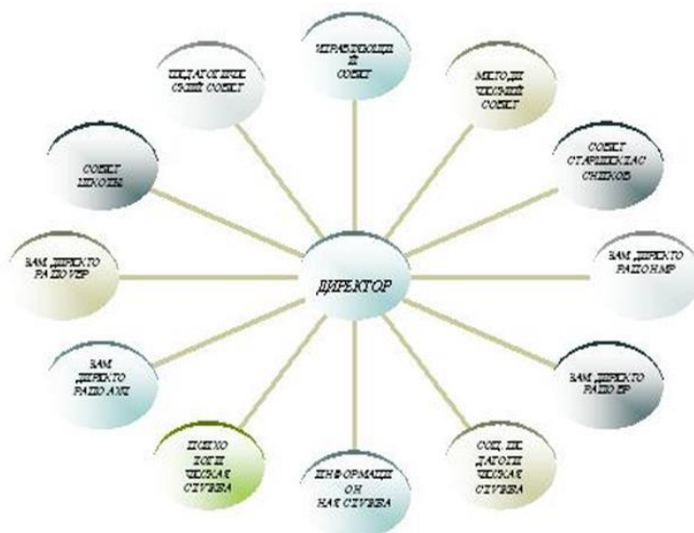 УПРАВЛЯЮЩИ
Й
СОВЕТ
МЕТОДИ
ЧЕСКИЙ
СОВЕТ
СОВЕТ
СТАРШЕКЛАС
СНИКОВ
ЗАМ ДИРЕКТО
РА ПО НМР
ЗАМ ДИРЕКТО
РА ПО ВР
СОЦ. ПЕ
ДАГОГИ
ЧЕСКАЯ
СЛУЖБА
ИНФОРМАЦИ
ОН
НАЯ СЛУЖБА
ПСИХО
ЛОГИ
ЧЕСКАЯ
СЛУЖБА
ЗАМ
ДИРЕКТО
РА ПО АХЧ
ЗАМ ДИРЕКТО
РА ПО УВР
СОВЕТ
ШКОЛЫ
ПЕДАГОГИЧЕ
СКИЙ СОВЕТ
ДИРЕКТОР